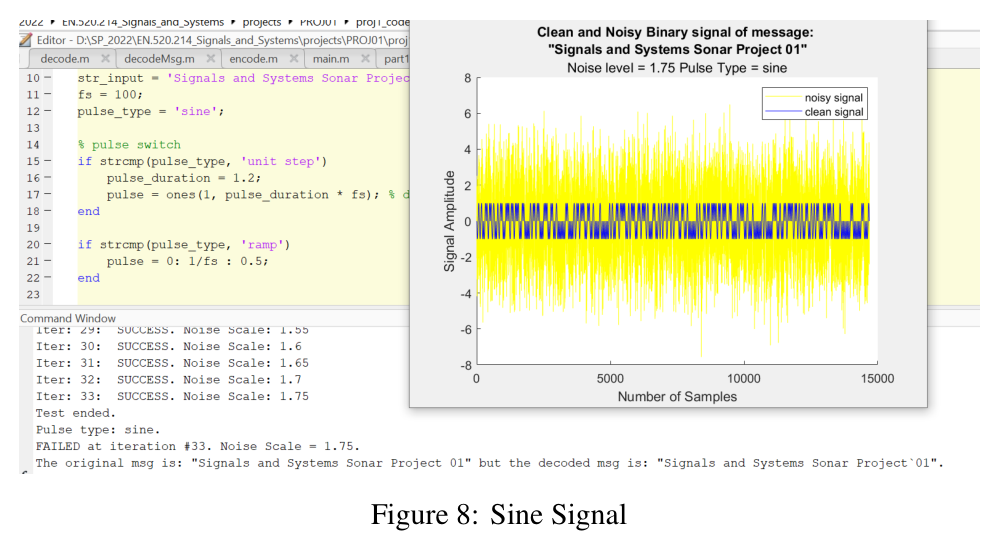 2022 ▸ EN.520.214_Signals_and_Systems ▸ projects ▸ PROJ01 ▸ proj1_code
Editor - D:\SP_2022\EN.520.214_Signals_and_Systems\projects\PROJ01\proj
decode.m × decodeMsg.m × encode.m × main.m × part1
10 – str_input = 'Signals and Systems Sonar Projec
11 – fs = 100;
12 – pulse_type = 'sine';
13
14 % pulse switch
15 – if strcmp(pulse_type, 'unit step')
16 – pulse_duration = 1.2;
17 – pulse = ones(1, pulse_duration * fs); % d
18 – end
19
20 – if strcmp(pulse_type, 'ramp')
21 – pulse = 0: 1/fs : 0.5;
22 – end
23
Clean and Noisy Binary signal of message:
"Signals and Systems Sonar Project 01"
Noise level = 1.75 Pulse Type = sine
noisy signal
clean signal
Signal Amplitude
8
6
4
2
0
-2
-4
-6
-8
0 5000 10000 15000
Number of Samples
Command Window
Iter: 29: SUCCESS. Noise Scale: 1.55
Iter: 30: SUCCESS. Noise Scale: 1.6
Iter: 31: SUCCESS. Noise Scale: 1.65
Iter: 32: SUCCESS. Noise Scale: 1.7
Iter: 33: SUCCESS. Noise Scale: 1.75
Test ended.
Pulse type: sine.
FAILED at iteration #33. Noise Scale = 1.75.
The original msg is: "Signals and Systems Sonar Project 01" but the decoded msg is: "Signals and Systems Sonar Project`01".
Figure 8: Sine Signal